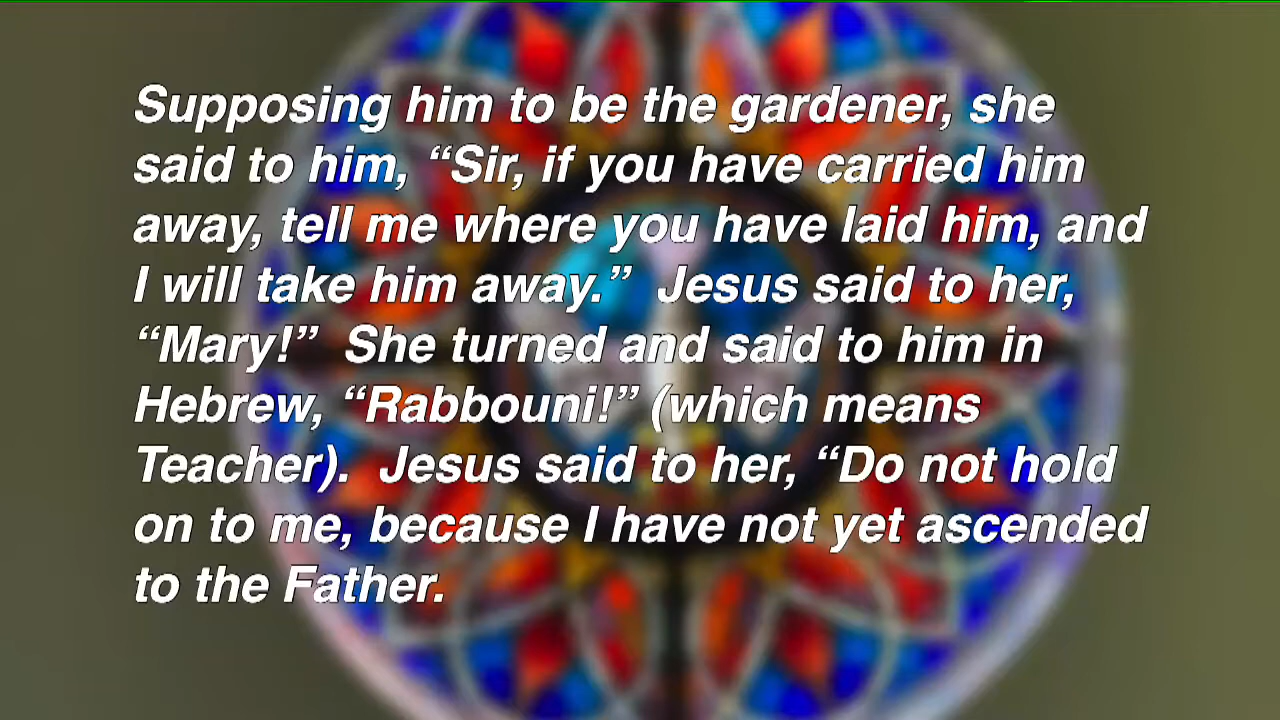 Supposing him to be the gardener, she
said to him, “Sir, if you have carried him
away, tell me where you have laid him, and
I will take him away.”  Jesus said to her,
“Mary!”  She turned and said to him in
Hebrew, “Rabbouni!” (which means
Teacher).  Jesus said to her, “Do not hold
on to me, because I have not yet ascended
to the Father.